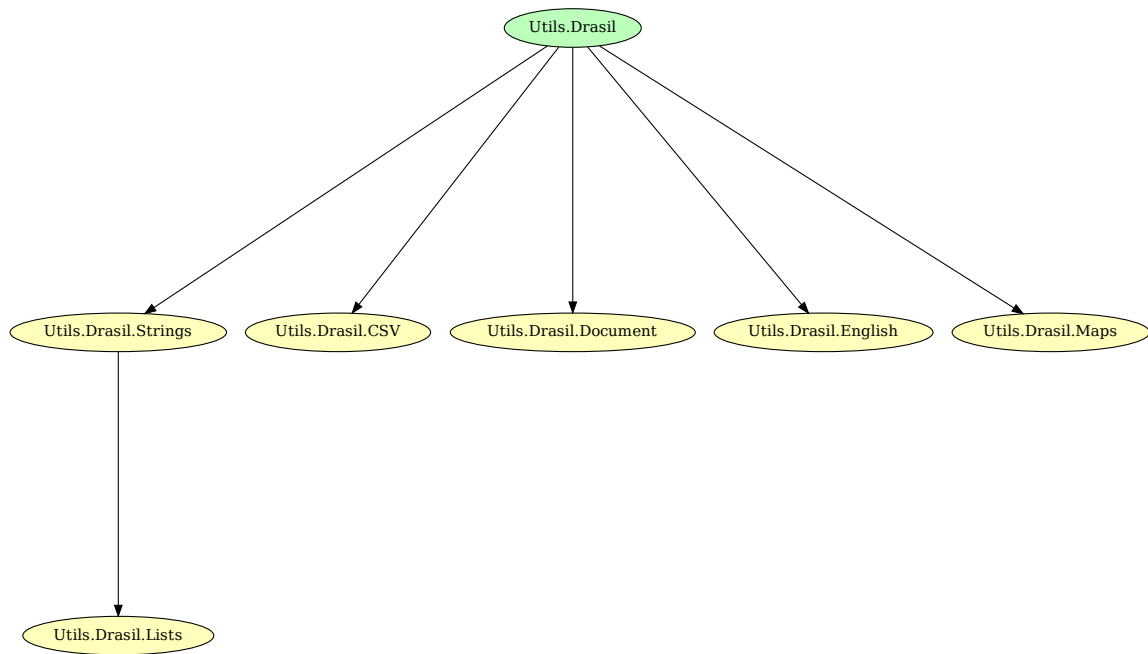 Utils.Drasil
Utils.Drasil.Strings
Utils.Drasil.CSV
Utils.Drasil.Document
Utils.Drasil.English
Utils.Drasil.Maps
Utils.Drasil.Lists